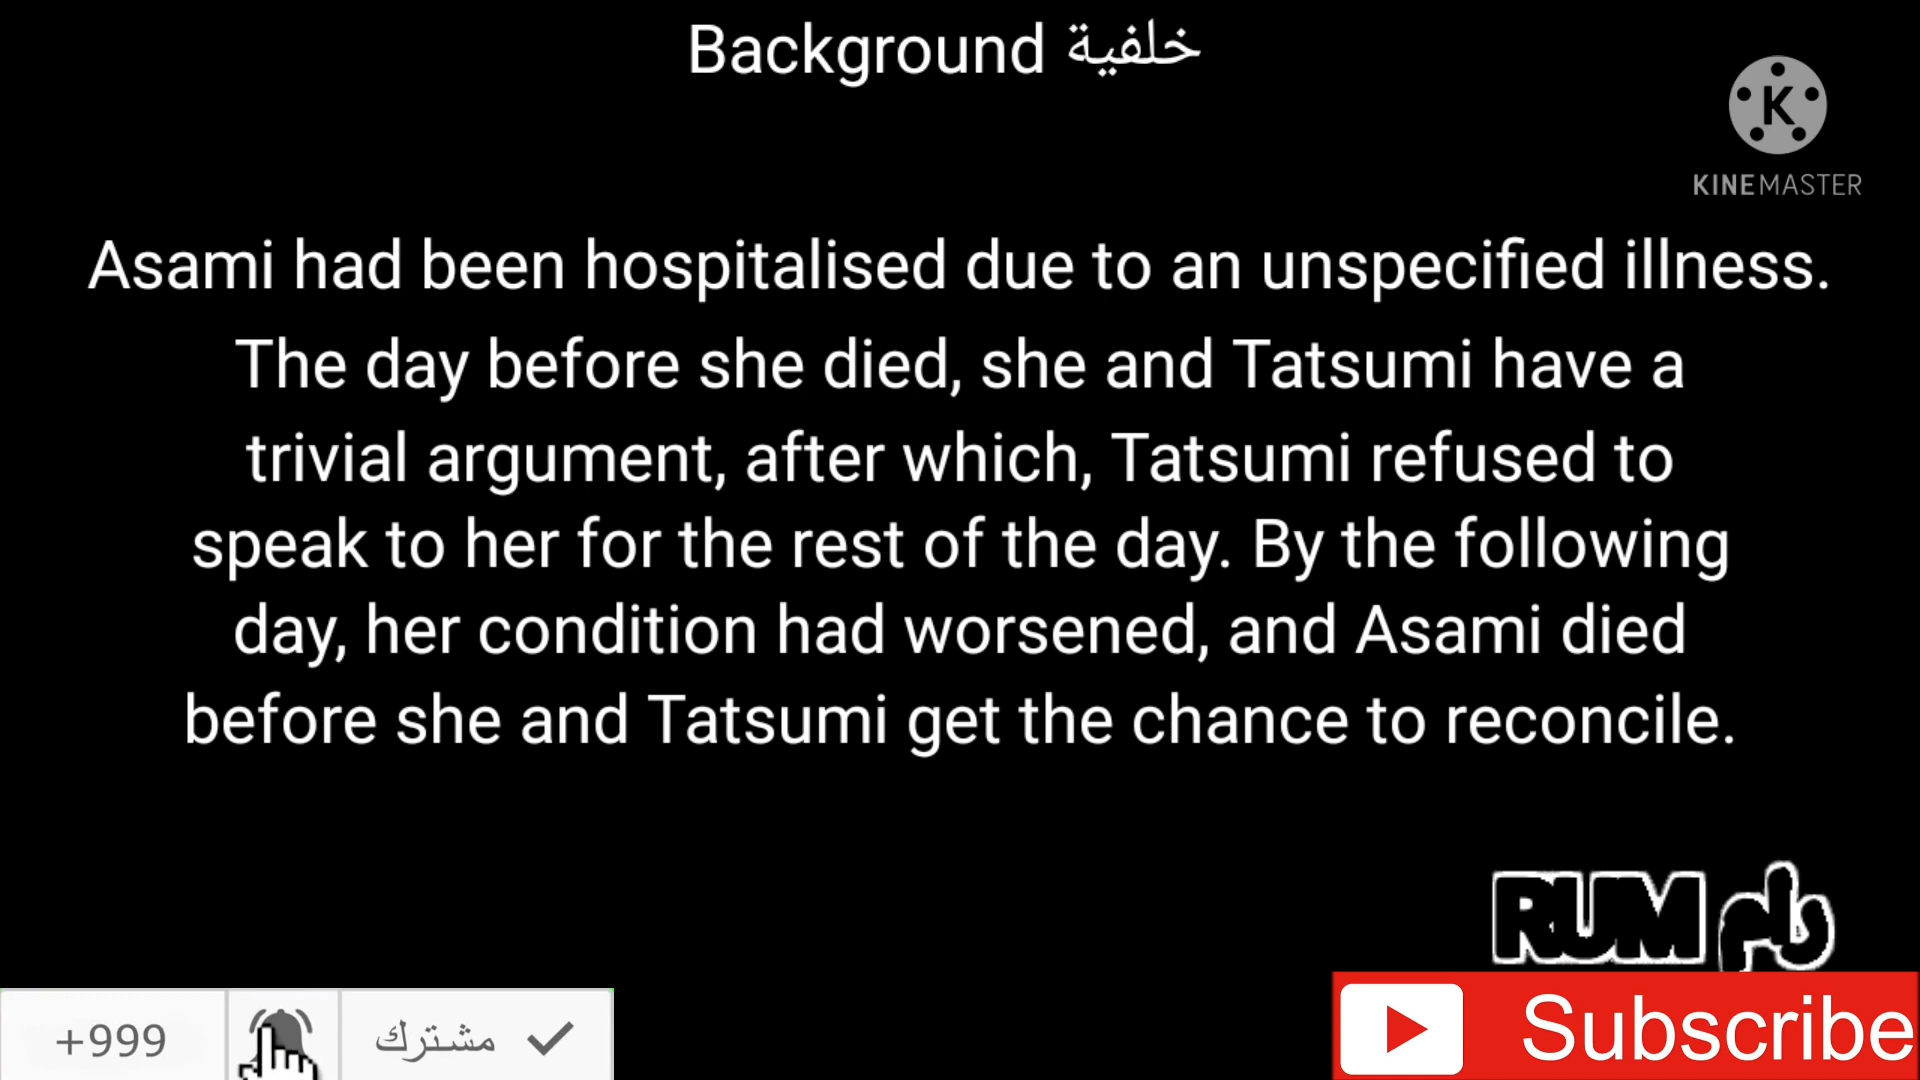 Background خلفية
K
KINEMASTER
Asami had been hospitalised due to an unspecified illness.
The day before she died, she and Tatsumi have a
trivial argument, after which, Tatsumi refused to
speak to her for the rest of the day. By the following
day, her condition had worsened, and Asami died
before she and Tatsumi get the chance to reconcile.
RUM رام
+999 مشترك
Subscribe